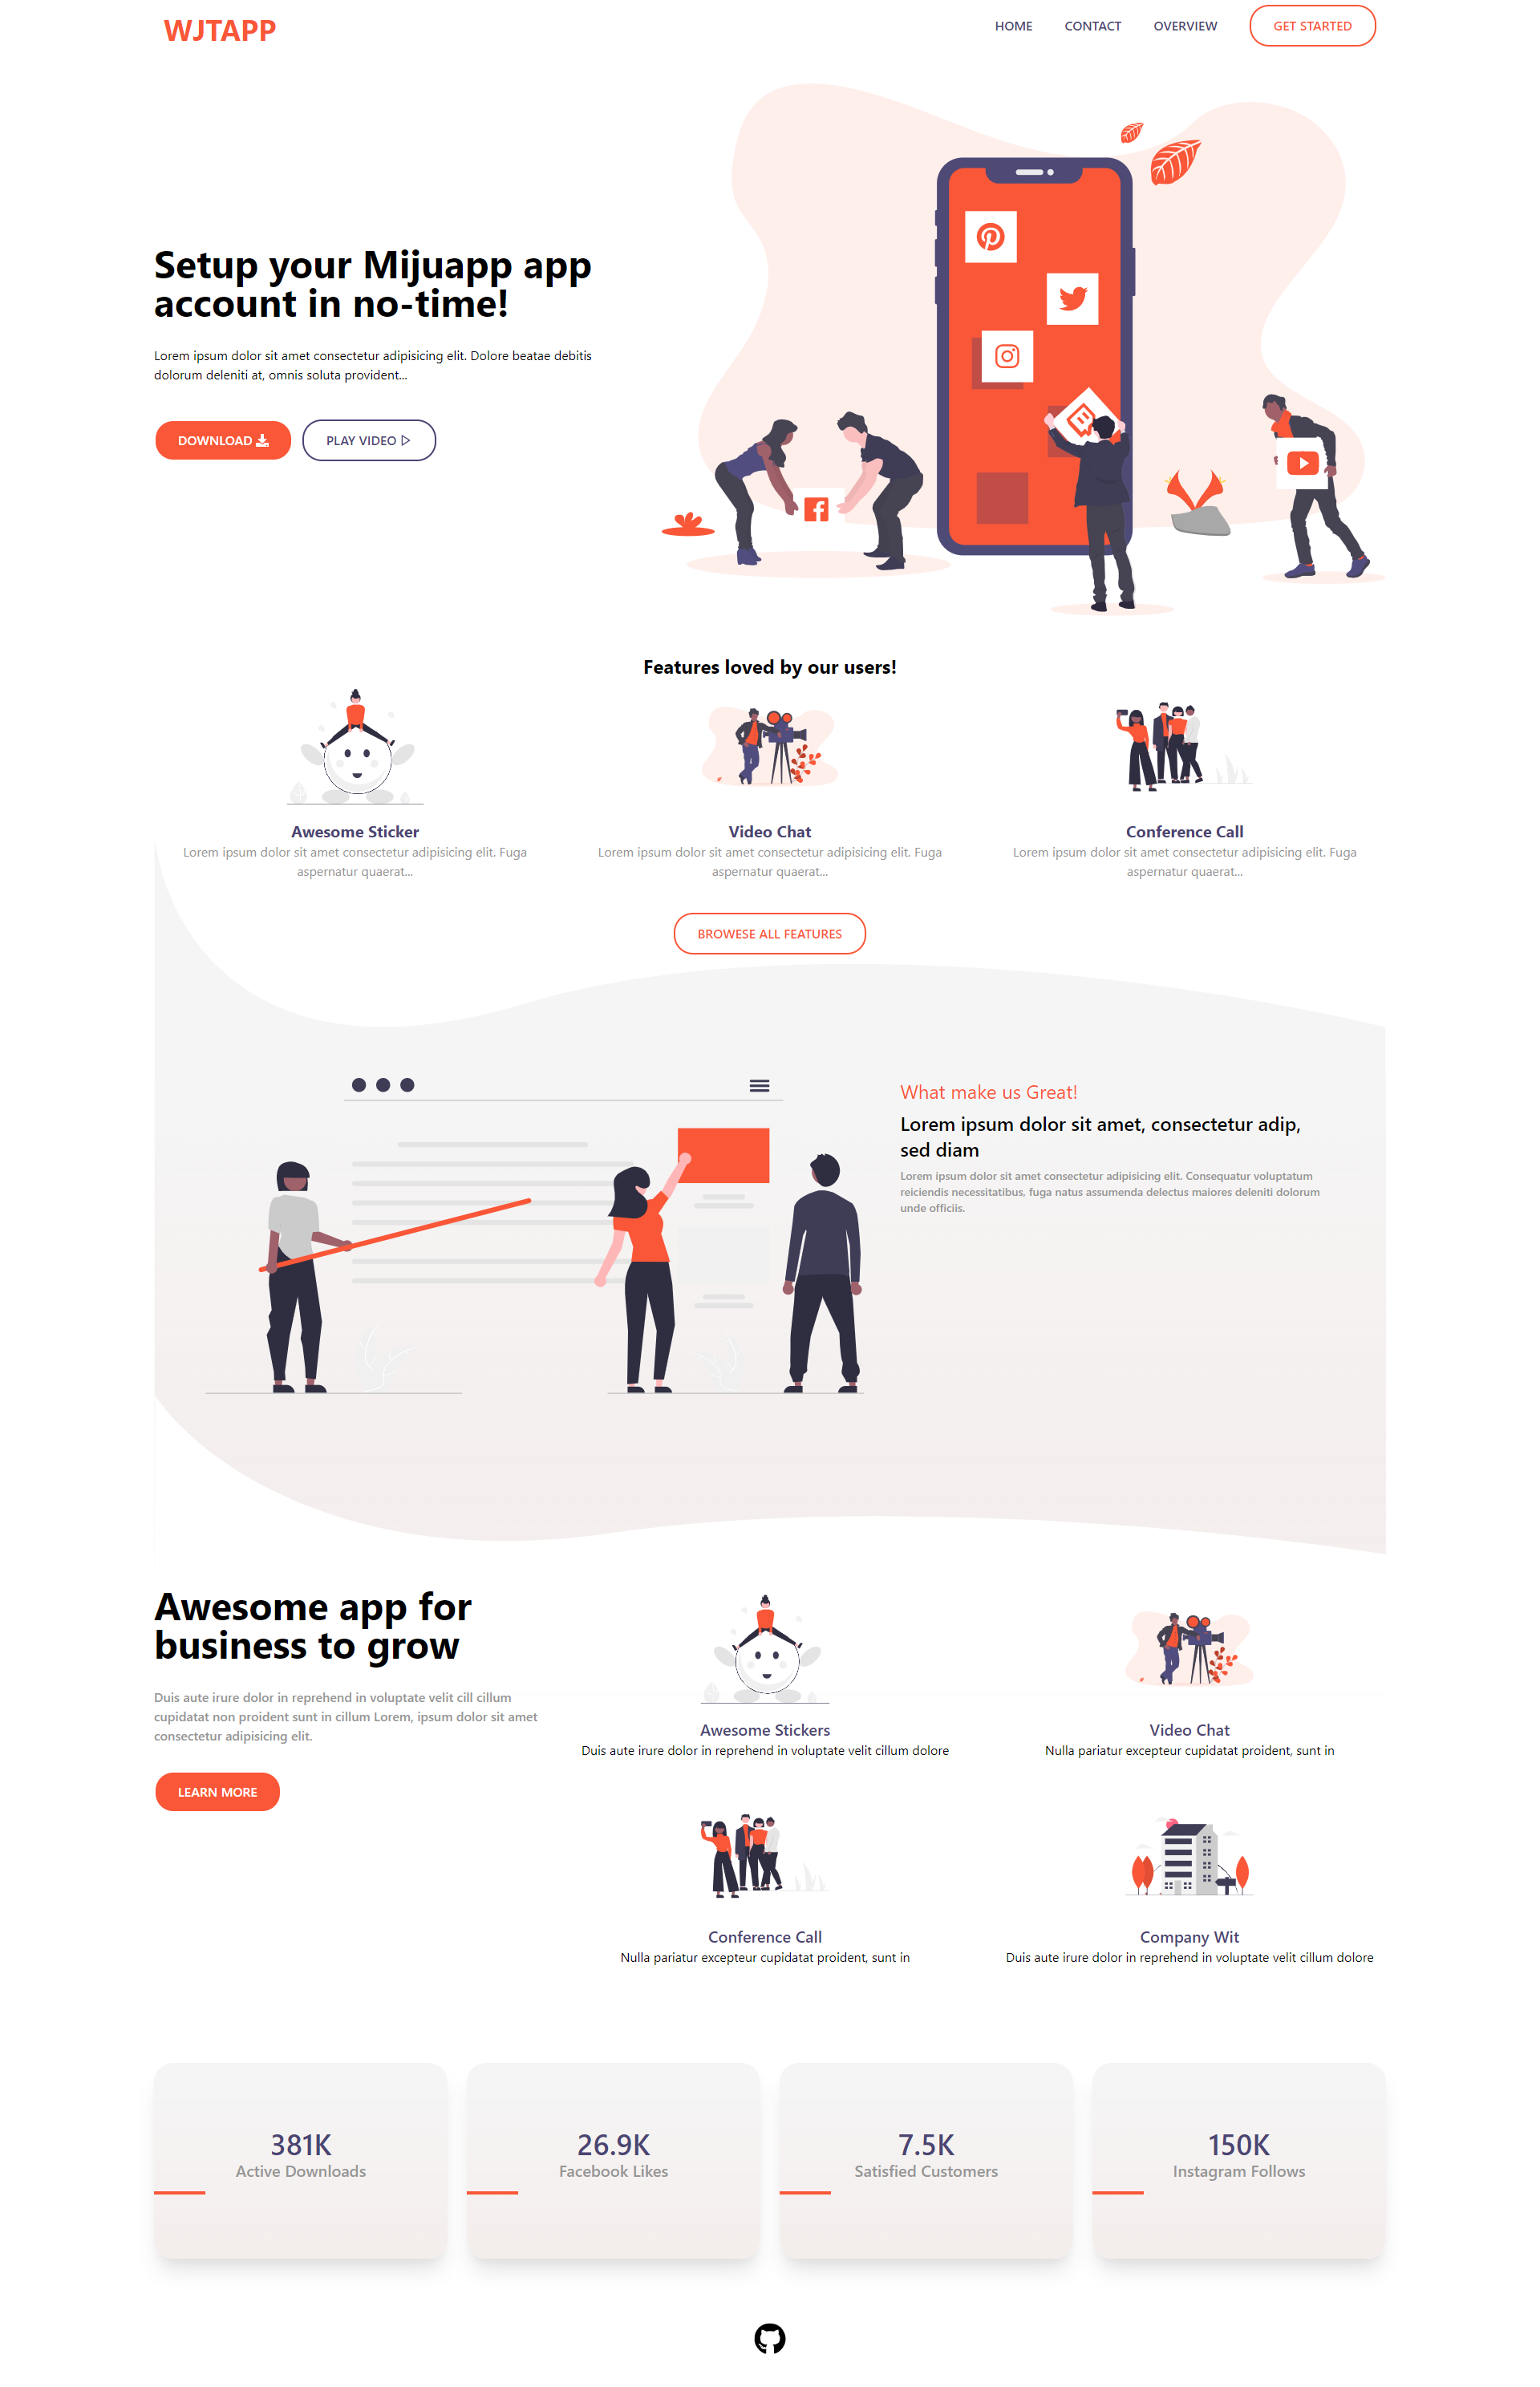 WJTAPP
HOME
CONTACT
OVERVIEW
GET STARTED
Setup your Mijuapp app
account in no-time!
Lorem ipsum dolor sit amet consectetur adipisicing elit. Dolore beatae debitis
dolorum deleniti at, omnis soluta provident...
DOWNLOAD
PLAY VIDEO
Features loved by our users!
Awesome Sticker
Lorem ipsum dolor sit amet consectetur adipisicing elit. Fuga
aspernatur quaerat...
Video Chat
Lorem ipsum dolor sit amet consectetur adipisicing elit. Fuga
aspernatur quaerat...
Conference Call
Lorem ipsum dolor sit amet consectetur adipisicing elit. Fuga
aspernatur quaerat...
BROWESE ALL FEATURES
What make us Great!
Lorem ipsum dolor sit amet, consectetur adip,
sed diam
Lorem ipsum dolor sit amet consectetur adipisicing elit. Consequatur voluptatum
reiciendis necessitatibus, fuga natus assumenda delectus maiores deleniti dolorum
unde officiis.
Awesome app for
business to grow
Duis aute irure dolor in reprehend in voluptate velit cill cillum
cupidatat non proident sunt in cillum Lorem, ipsum dolor sit amet
consectetur adipisicing elit.
LEARN MORE
Awesome Stickers
Duis aute irure dolor in reprehend in voluptate velit cillum dolore
Video Chat
Nulla pariatur excepteur cupidatat proident, sunt in
Conference Call
Nulla pariatur excepteur cupidatat proident, sunt in
Company Wit
Duis aute irure dolor in reprehend in voluptate velit cillum dolore
381K
Active Downloads
26.9K
Facebook Likes
7.5K
Satisfied Customers
150K
Instagram Follows